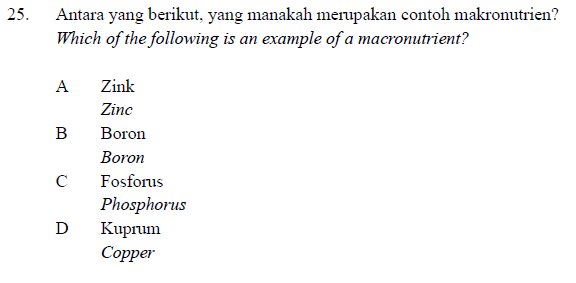 25. Antara yang berikut, yang manakah merupakan contoh makronutrien?
Which of the following is an example of a macronutrient?
A Zink
Zinc
B Boron
Boron
C Fosforus
Phosphorus
D Kuprum
Copper